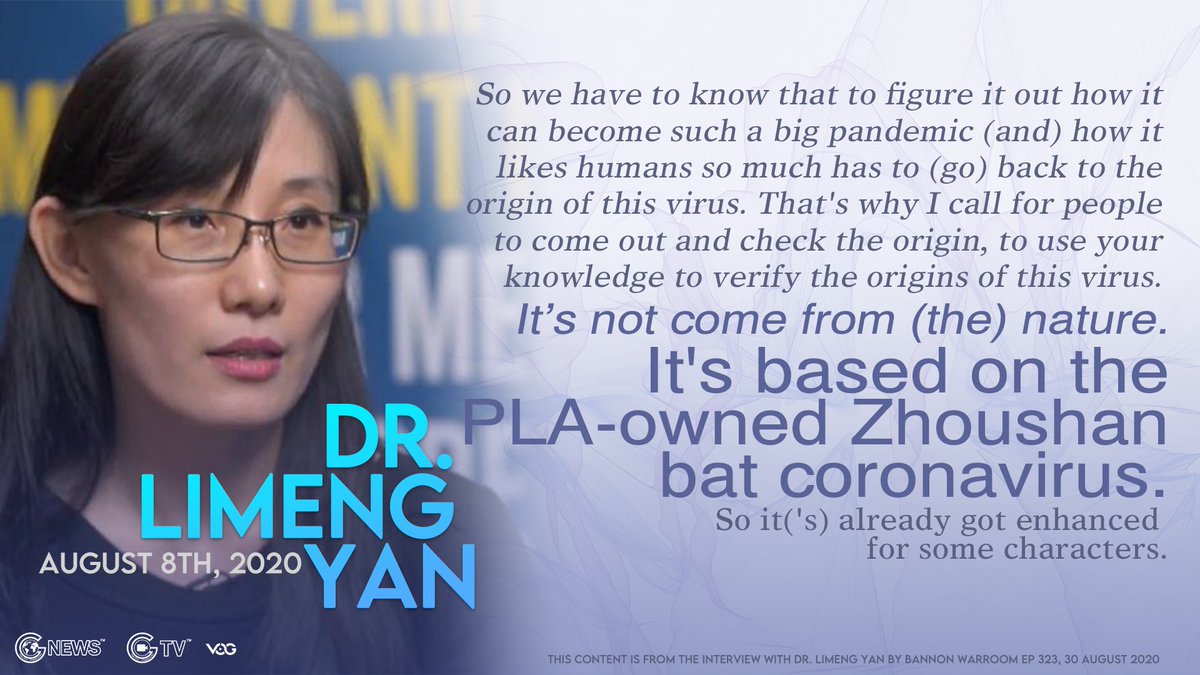 So we have to know that to figure it out how it
can become such a big pandemic (and) how it
likes humans so much has to (go) back to the
origin of this virus. That's why I call for people
to come out and check the origin, to use your
knowledge to verify the origins of this virus.
It’s not come from (the) nature.
It's based on the
PLA-owned Zhoushan
bat coronavirus.
So it('s) already got enhanced
for some characters.
DR.
LIMENG
YAN
AUGUST 8TH, 2020
G NEWS™
G TV™
VOG
THIS CONTENT IS FROM THE INTERVIEW WITH DR. LIMENG YAN BY BANNON WARROOM EP 323, 30 AUGUST 2020